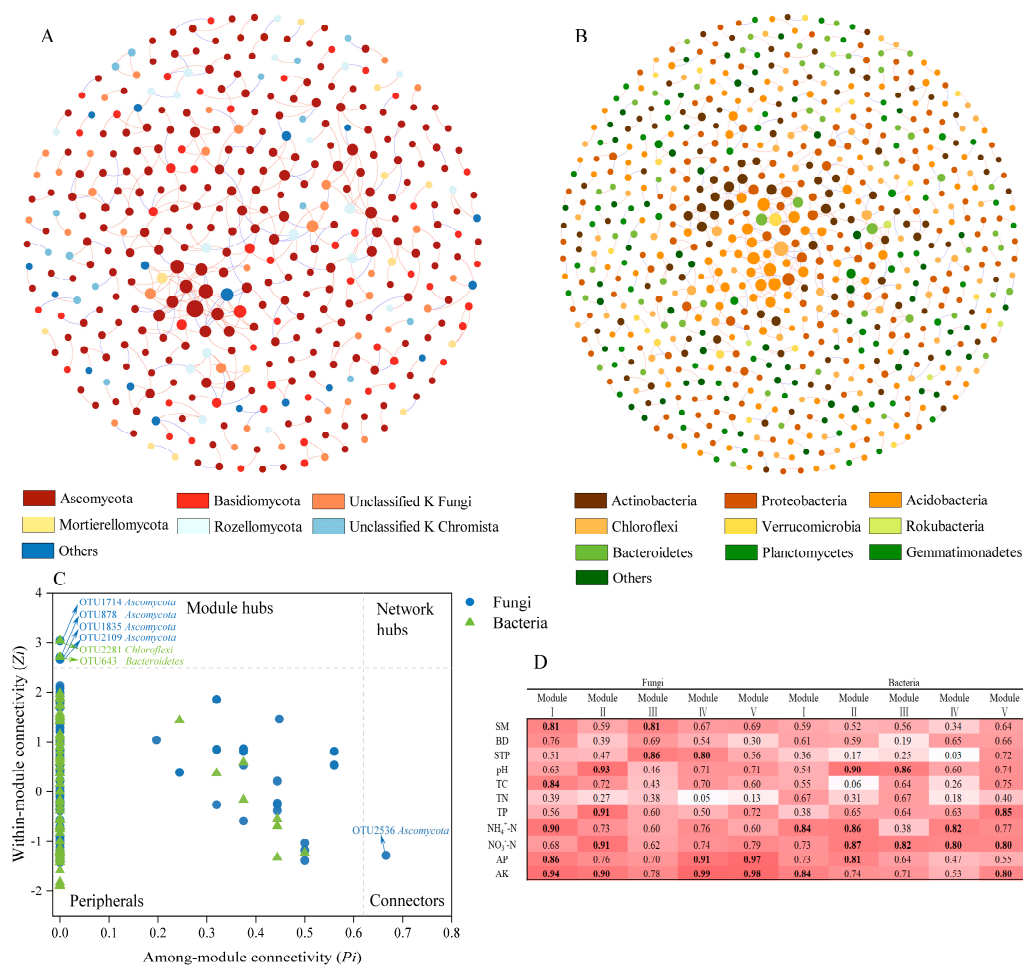 A
B
Ascomycota
Basidiomycota
Unclassified K Fungi
Mortierellomycota
Rozellomycota
Unclassified K Chromista
Others
Actinobacteria
Proteobacteria
Acidobacteria
Chloroflexi
Verrucomicrobia
Rokubacteria
Bacteroidetes
Planctomycetes
Gemmatimonadetes
Others
C
4
3
2
1
0
-1
-2
Within-module connectivity (Zi)
OTU1714 Ascomycota
OTU878 Ascomycota
OTU1835 Ascomycota
OTU2109 Ascomycota
OTU2281 Chloroflexi
OTU643 Bacteroidetes
Module hubs
Network
hubs
OTU2536 Ascomycota
Peripherals
Connectors
0.0 0.1 0.2 0.3 0.4 0.5 0.6 0.7 0.8
Among-module connectivity (Pi)
Fungi
Bacteria
D
Fungi Bacteria
Module Module Module Module Module Module Module Module Module Module
I II III IV V I II III IV V
SM 0.81 0.59 0.81 0.67 0.69 0.59 0.52 0.56 0.34 0.64
BD 0.76 0.39 0.69 0.54 0.30 0.61 0.59 0.19 0.65 0.66
STP 0.51 0.47 0.86 0.80 0.56 0.36 0.17 0.25 0.03 0.72
pH 0.63 0.93 0.46 0.71 0.71 0.54 0.90 0.86 0.60 0.74
TC 0.84 0.72 0.43 0.70 0.60 0.55 0.06 0.64 0.26 0.75
TN 0.39 0.27 0.38 0.05 0.13 0.67 0.31 0.67 0.18 0.40
TP 0.56 0.91 0.60 0.50 0.72 0.38 0.65 0.64 0.63 0.85
NH₄⁺-N 0.90 0.73 0.60 0.76 0.60 0.84 0.86 0.38 0.82 0.77
NO₃⁻-N 0.68 0.91 0.62 0.74 0.79 0.73 0.87 0.82 0.80 0.80
AP 0.86 0.76 0.70 0.91 0.97 0.73 0.81 0.64 0.47 0.55
AK 0.94 0.90 0.78 0.99 0.98 0.84 0.74 0.71 0.53 0.80